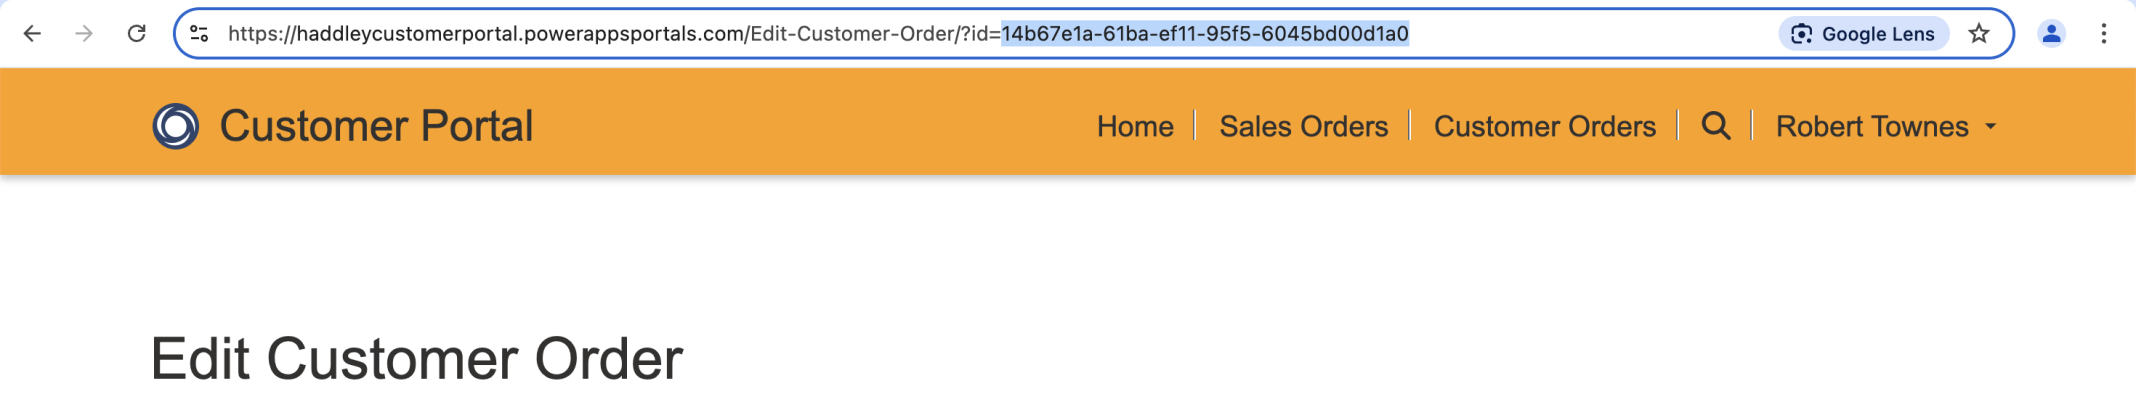 https://haddleycustomerportal.powerappsportals.com/Edit-Customer-Order/?id=14b67e1a-61ba-ef11-95f5-6045bd00d1a0 Google Lens
Customer Portal Home Sales Orders Customer Orders Robert Townes
Edit Customer Order